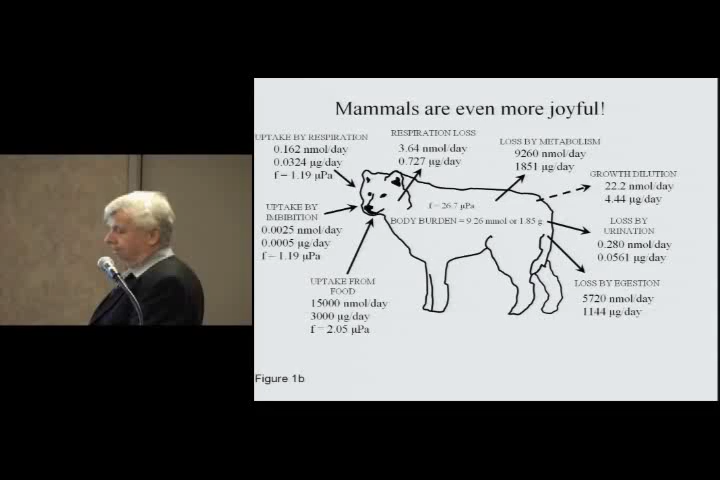 Mammals are even more joyful!
UPTAKE BY RESPIRATION
0.162 nmol/day
0.0324 µg/day
f = 1.19 µPa
RESPIRATION LOSS
3.64 nmol/day
0.727 µg/day
LOSS BY METABOLISM
9260 nmol/day
1851 µg/day
GROWTH DILUTION
22.2 nmol/day
4.44 µg/day
UPTAKE BY
IMBIBITION
0.0025 nmol/day
0.0005 µg/day
f = 1.19 µPa
f = 26.7 µPa
BODY BURDEN = 9.26 mmol or 1.85 g
LOSS BY
URINATION
0.280 nmol/day
0.0561 µg/day
UPTAKE FROM
FOOD
15000 nmol/day
3000 µg/day
f = 2.05 µPa
LOSS BY EGESTION
5720 nmol/day
1144 µg/day
Figure 1b